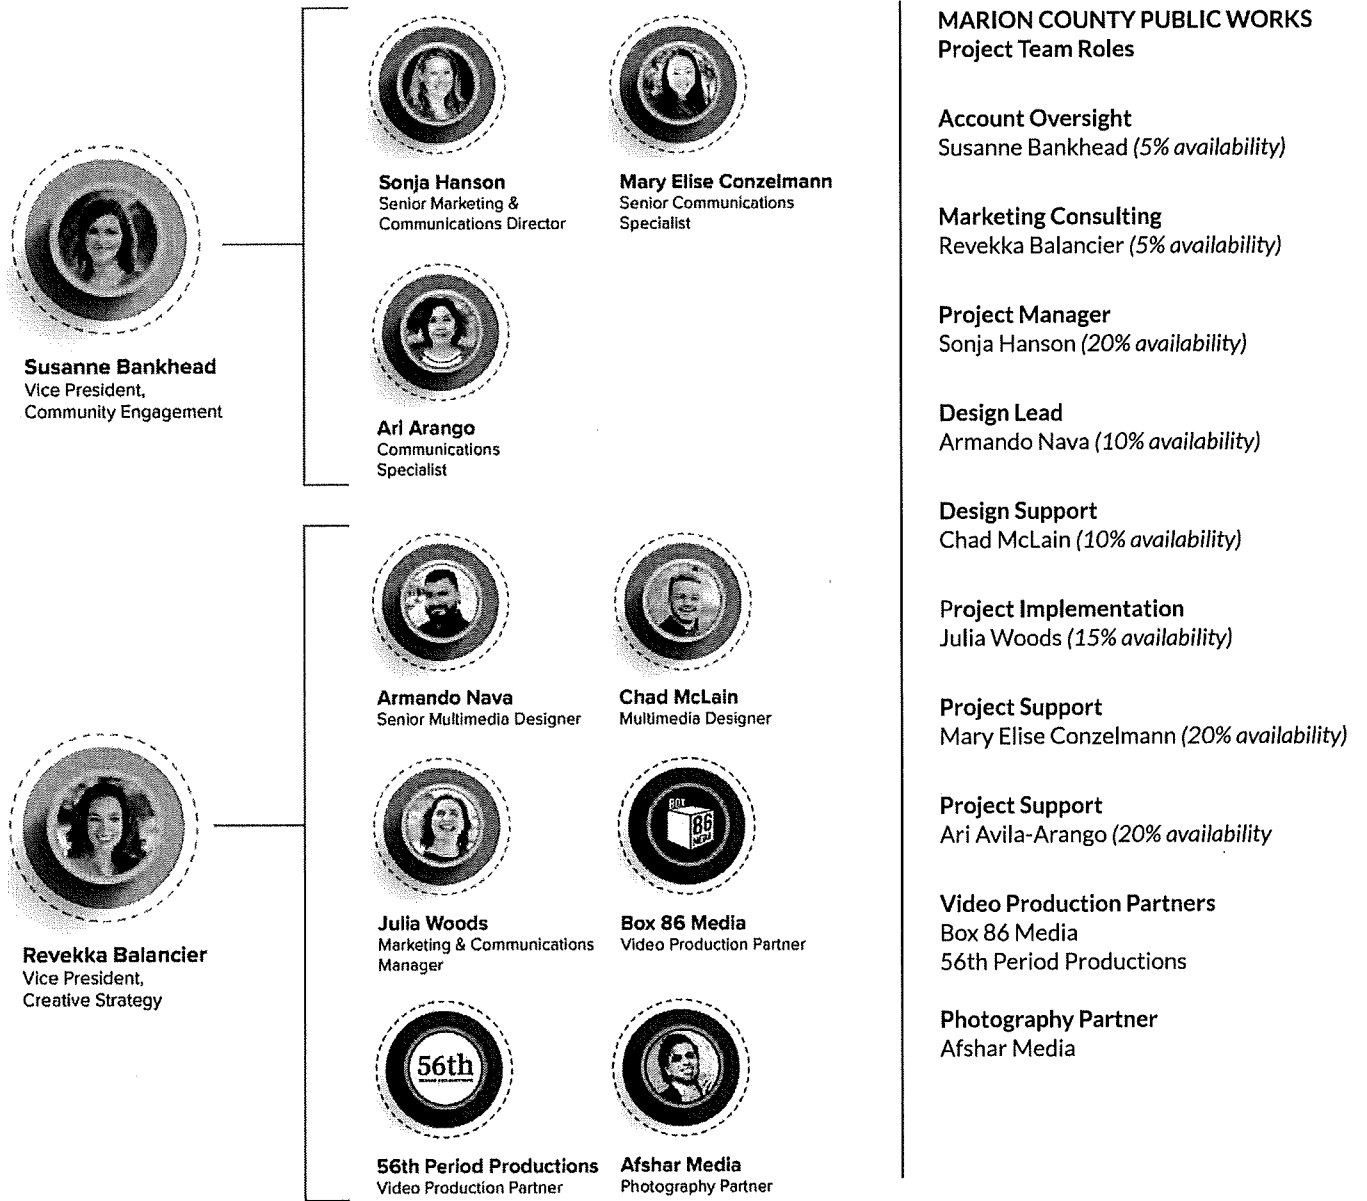 Susanne Bankhead
Vice President,
Community Engagement
Sonja Hanson
Senior Marketing &
Communications Director
Mary Elise Conzelmann
Senior Communications
Specialist
Ari Arango
Communications
Specialist
Revekka Balancier
Vice President,
Creative Strategy
Armando Nava
Senior Multimedia Designer
Chad McLain
Multimedia Designer
Julia Woods
Marketing & Communications
Manager
BOX
86
MEDIA
Box 86 Media
Video Production Partner
56th
56th Period Productions
Video Production Partner
Afshar Media
Photography Partner
MARION COUNTY PUBLIC WORKS
Project Team Roles
Account Oversight
Susanne Bankhead (5% availability)
Marketing Consulting
Revekka Balancier (5% availability)
Project Manager
Sonja Hanson (20% availability)
Design Lead
Armando Nava (10% availability)
Design Support
Chad McLain (10% availability)
Project Implementation
Julia Woods (15% availability)
Project Support
Mary Elise Conzelmann (20% availability)
Project Support
Ari Avila-Arango (20% availability
Video Production Partners
Box 86 Media
56th Period Productions
Photography Partner
Afshar Media